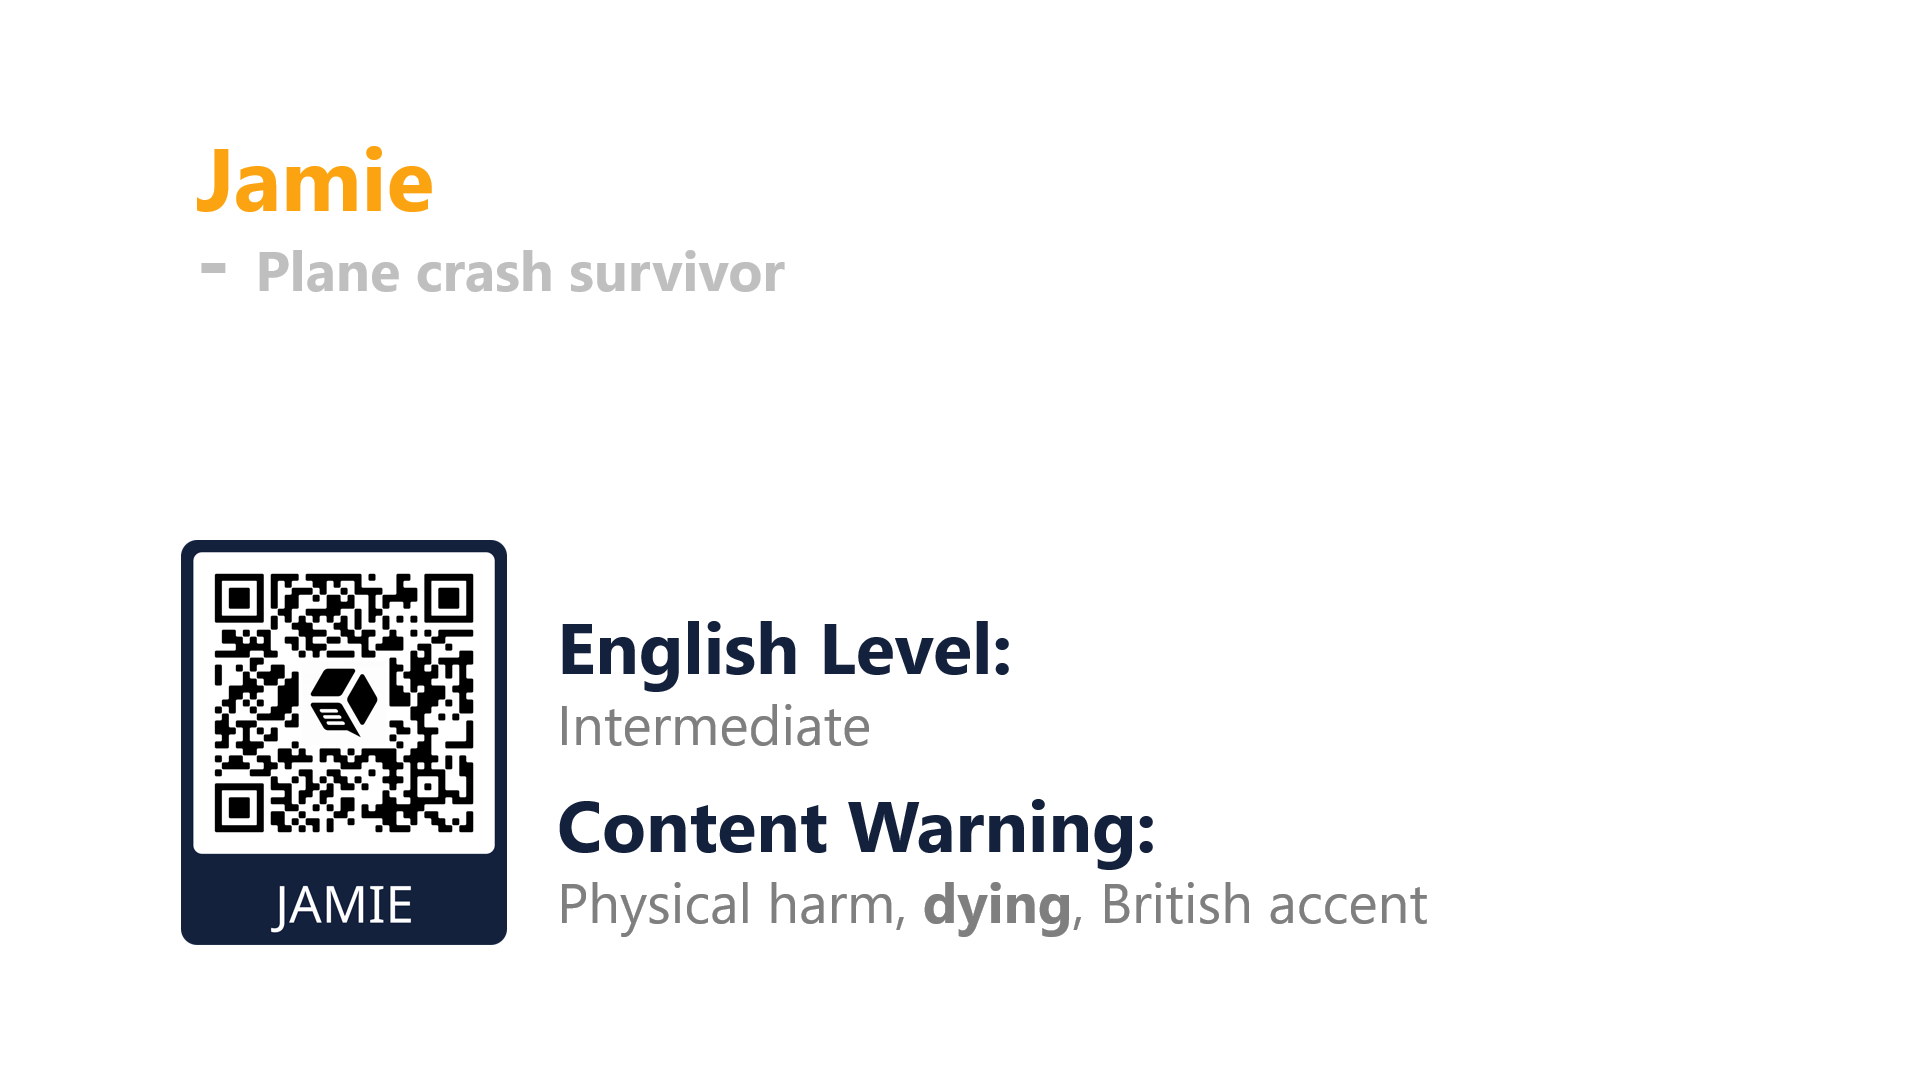 Jamie
- Plane crash survivor
English Level:
Intermediate
Content Warning:
Physical harm, dying, British accent
JAMIE